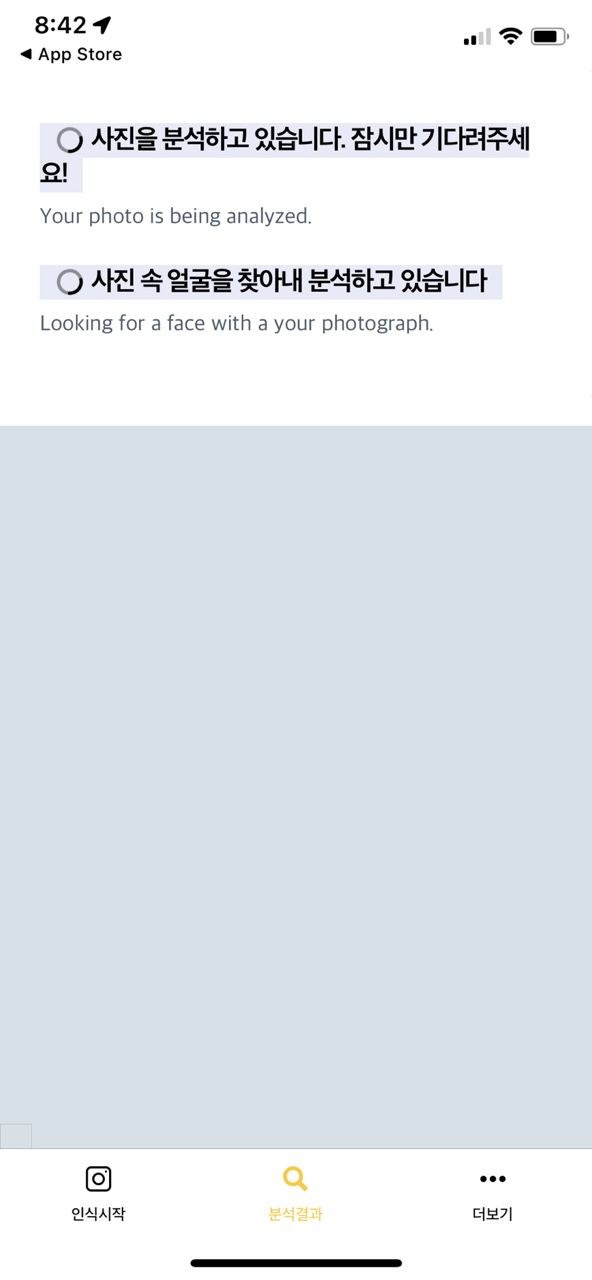 8:42
App Store
사진을 분석하고 있습니다. 잠시만 기다려주세
요!
Your photo is being analyzed.
사진 속 얼굴을 찾아내 분석하고 있습니다
Looking for a face with a your photograph.
인식시작
분석결과
더보기